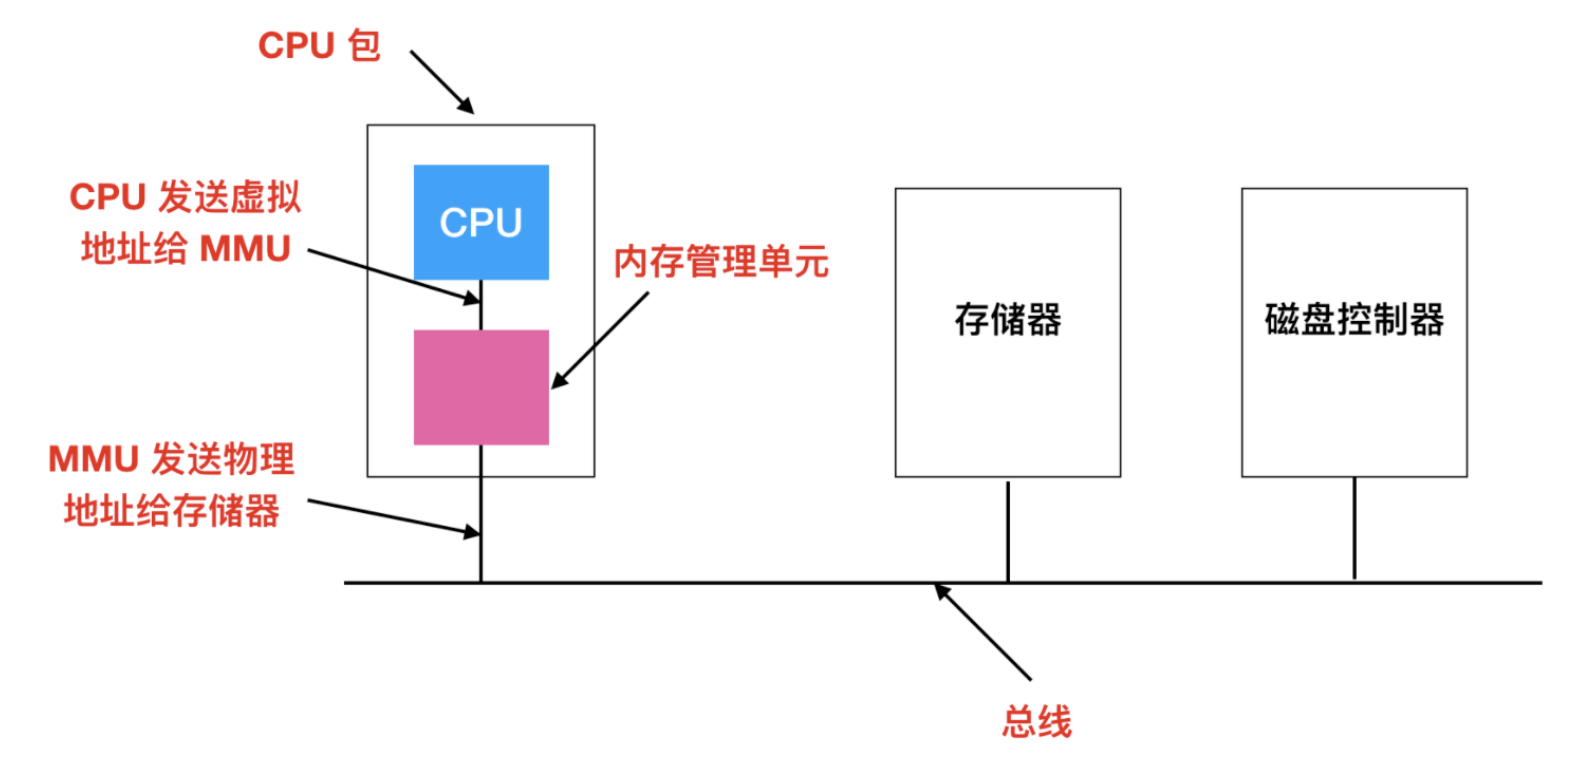 CPU 包
CPU 发送虚拟
地址给 MMU
CPU
内存管理单元
存储器
磁盘控制器
MMU 发送物理
地址给存储器
总线